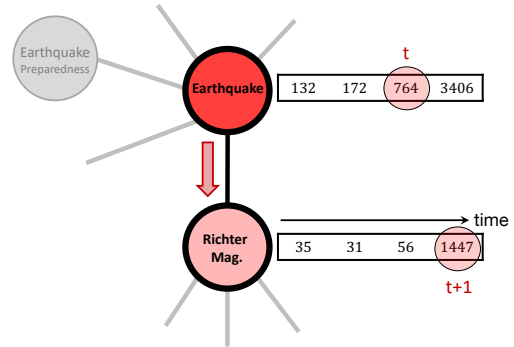 Earthquake
Preparedness
Earthquake
t
132 172 764 3406
Richter
Mag.
time
35 31 56 1447
t+1